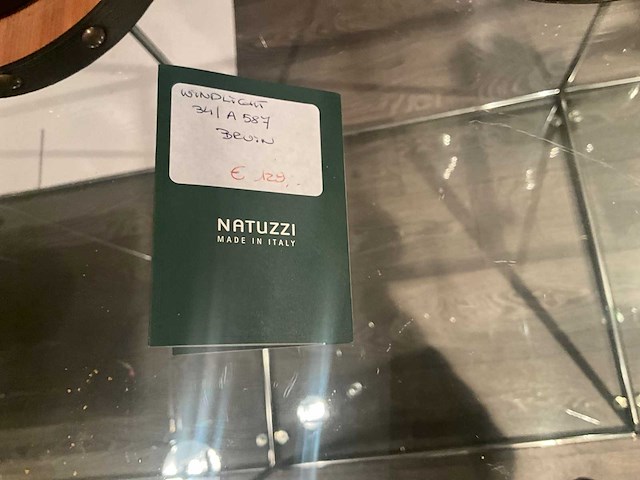 WINDLICHT
34/A 587
BRUIN
€ 129,-
NATUZZI
MADE IN ITALY